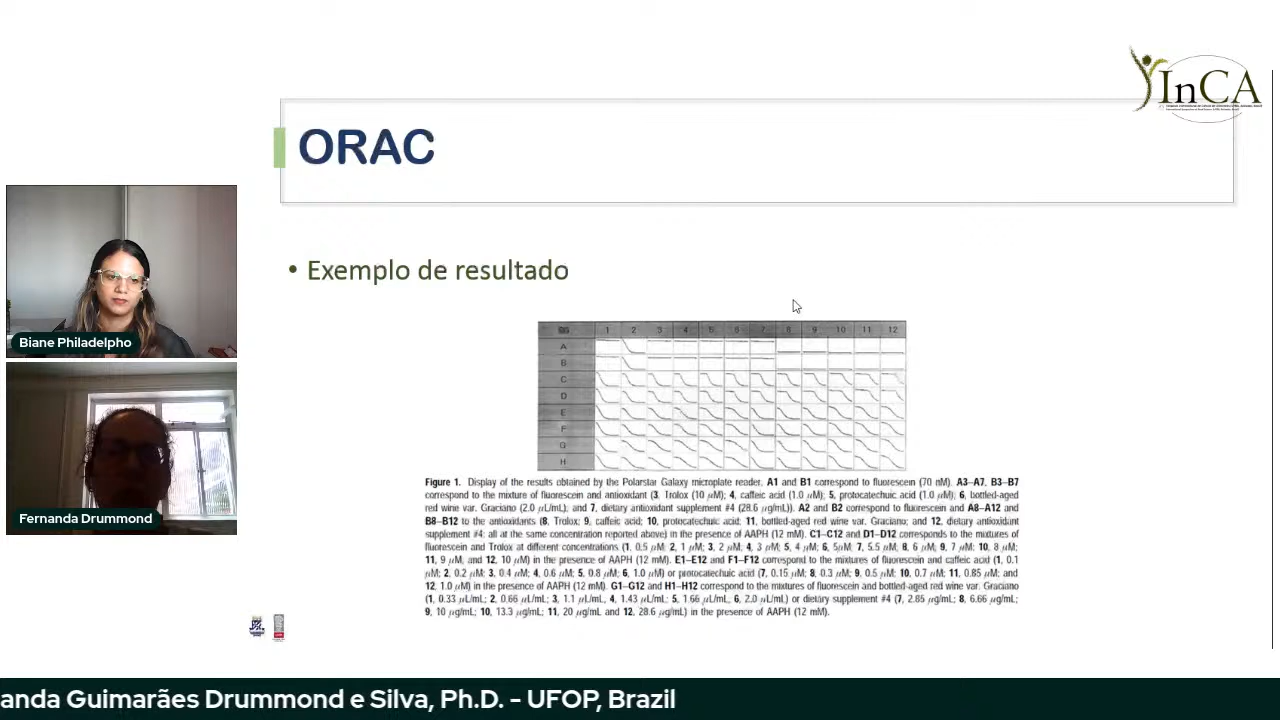 InCA
ORAC
• Exemplo de resultado
Biane Philadelpho
Fernanda Drummond
BG 1 2 3 4 5 6 7 8 9 10 11 12
A
B
C
D
E
F
G
H
Figure 1. Display of the results obtained by the Polarstar Galaxy microplate reader. A1 and B1 correspond to fluorescein (70 nM). A3–A7, B3–B7
correspond to the mixture of fluorescein and antioxidant (3, Trolox (10 μM); 4, caffeic acid (1.0 μM); 5, protocatechuic acid (1.0 μM); 6, bottled-aged
red wine var. Graciano (2.0 μL/mL); and 7, dietary antioxidant supplement #4 (28.6 μg/mL)). A2 and B2 correspond to fluorescein and A8–A12 and
B8–B12 to the antioxidants (8, Trolox; 9, caffeic acid; 10, protocatechuic acid; 11, bottled-aged red wine var. Graciano; and 12, dietary antioxidant
supplement #4; all at the same concentration reported above) in the presence of AAPH (12 mM). C1–C12 and D1–D12 corresponds to the mixtures of
fluorescein and Trolox at different concentrations (1, 0.5 μM; 2, 1 μM; 3, 2 μM; 4, 3 μM; 5, 4 μM; 6, 5μM; 7, 5.5 μM; 8, 6 μM; 9, 7 μM; 10, 8 μM;
11, 9 μM, and 12, 10 μM) in the presence of AAPH (12 mM). E1–E12 and F1–F12 correspond to the mixtures of fluorescein and caffeic acid (1, 0.1
μM; 2, 0.2 μM; 3, 0.4 μM; 4, 0.6 μM; 5, 0.8 μM; 6, 1.0 μM) or protocatechuic acid (7, 0.15 μM; 8, 0.3 μM; 9, 0.5 μM; 10, 0.7 μM; 11, 0.85 μM; and
12, 1.0 μM) in the presence of AAPH (12 mM). G1–G12 and H1–H12 correspond to the mixtures of fluorescein and bottled-aged red wine var. Graciano
(1, 0.33 μL/mL; 2, 0.66 μL/mL; 3, 1.1 μL/mL, 4, 1.43 μL/mL; 5, 1.66 μL/mL, 6, 2.0 μL/mL) or dietary supplement #4 (7, 2.85 μg/mL; 8, 6.66 μg/mL;
9, 10 μg/mL; 10, 13.3 μg/mL; 11, 20 μg/mL and 12, 28.6 μg/mL) in the presence of AAPH (12 mM).
anda Guimarães Drummond e Silva, Ph.D. - UFOP, Brazil